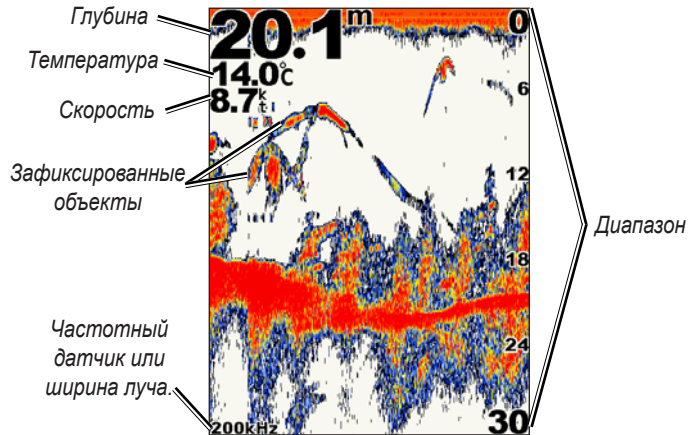 Глубина
20.1m
0
Температура
14.0°C
6
Скорость
8.7kt
Зафиксированные
объекты
12
Диапазон
18
Частотный
датчик или
ширина луча.
24
200kHz
30